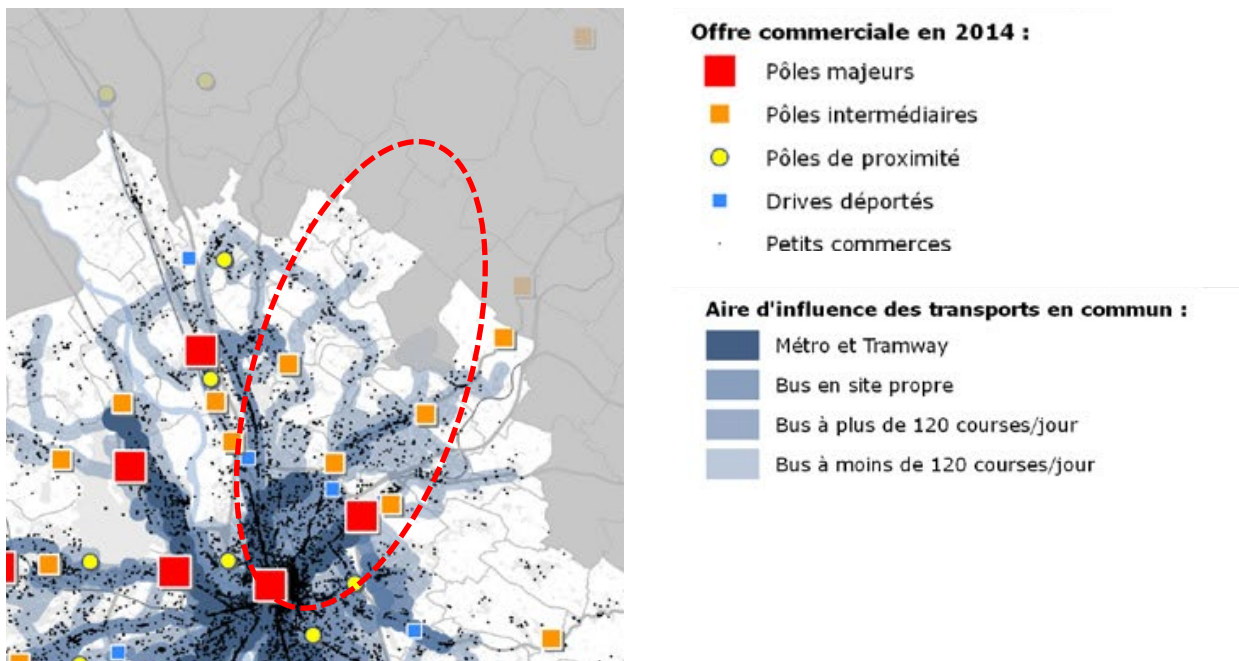 Offre commerciale en 2014 :
Pôles majeurs
Pôles intermédiaires
Pôles de proximité
Drives déportés
Petits commerces
Aire d'influence des transports en commun :
Métro et Tramway
Bus en site propre
Bus à plus de 120 courses/jour
Bus à moins de 120 courses/jour